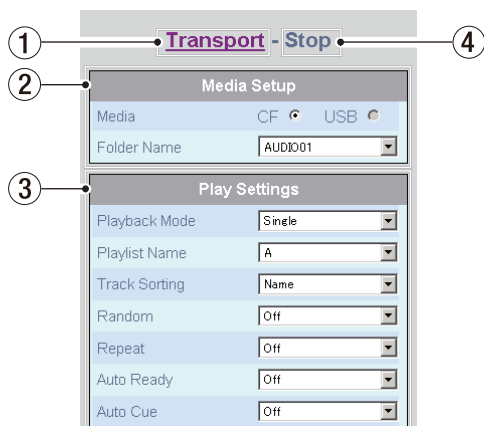 ① Transport - Stop ④
② Media Setup
Media CF USB
Folder Name AUDIO01
③ Play Settings
Playback Mode Single
Playlist Name A
Track Sorting Name
Random Off
Repeat Off
Auto Ready Off
Auto Cue Off